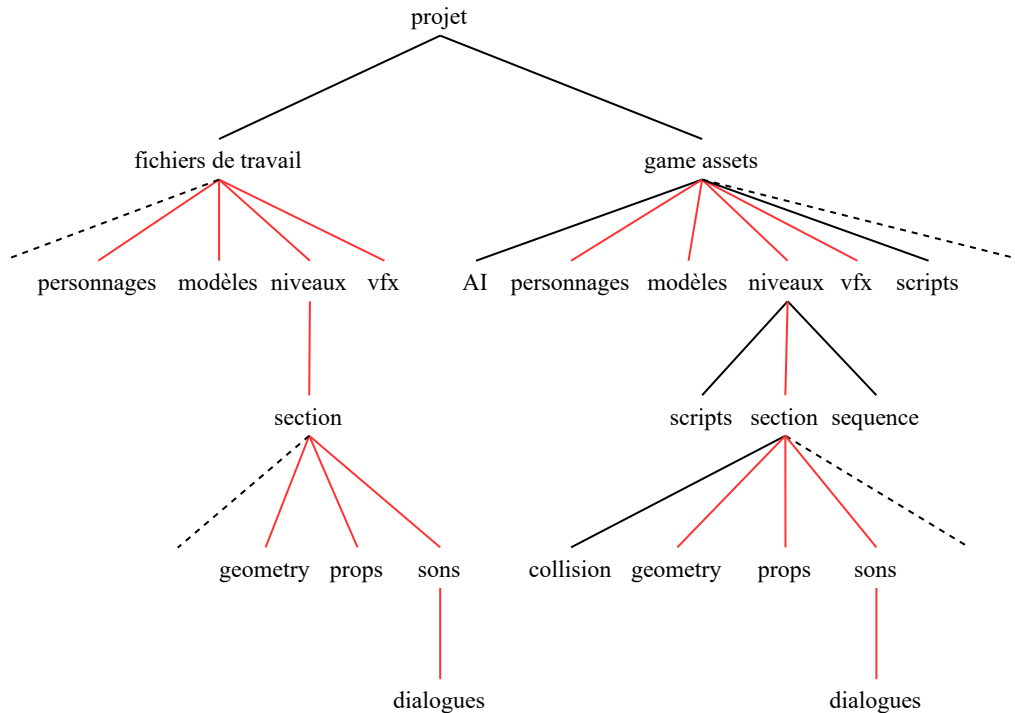 projet
fichiers de travail game assets
personnages modèles niveaux vfx AI personnages modèles niveaux vfx scripts
section scripts section sequence
geometry props sons collision geometry props sons
dialogues dialogues